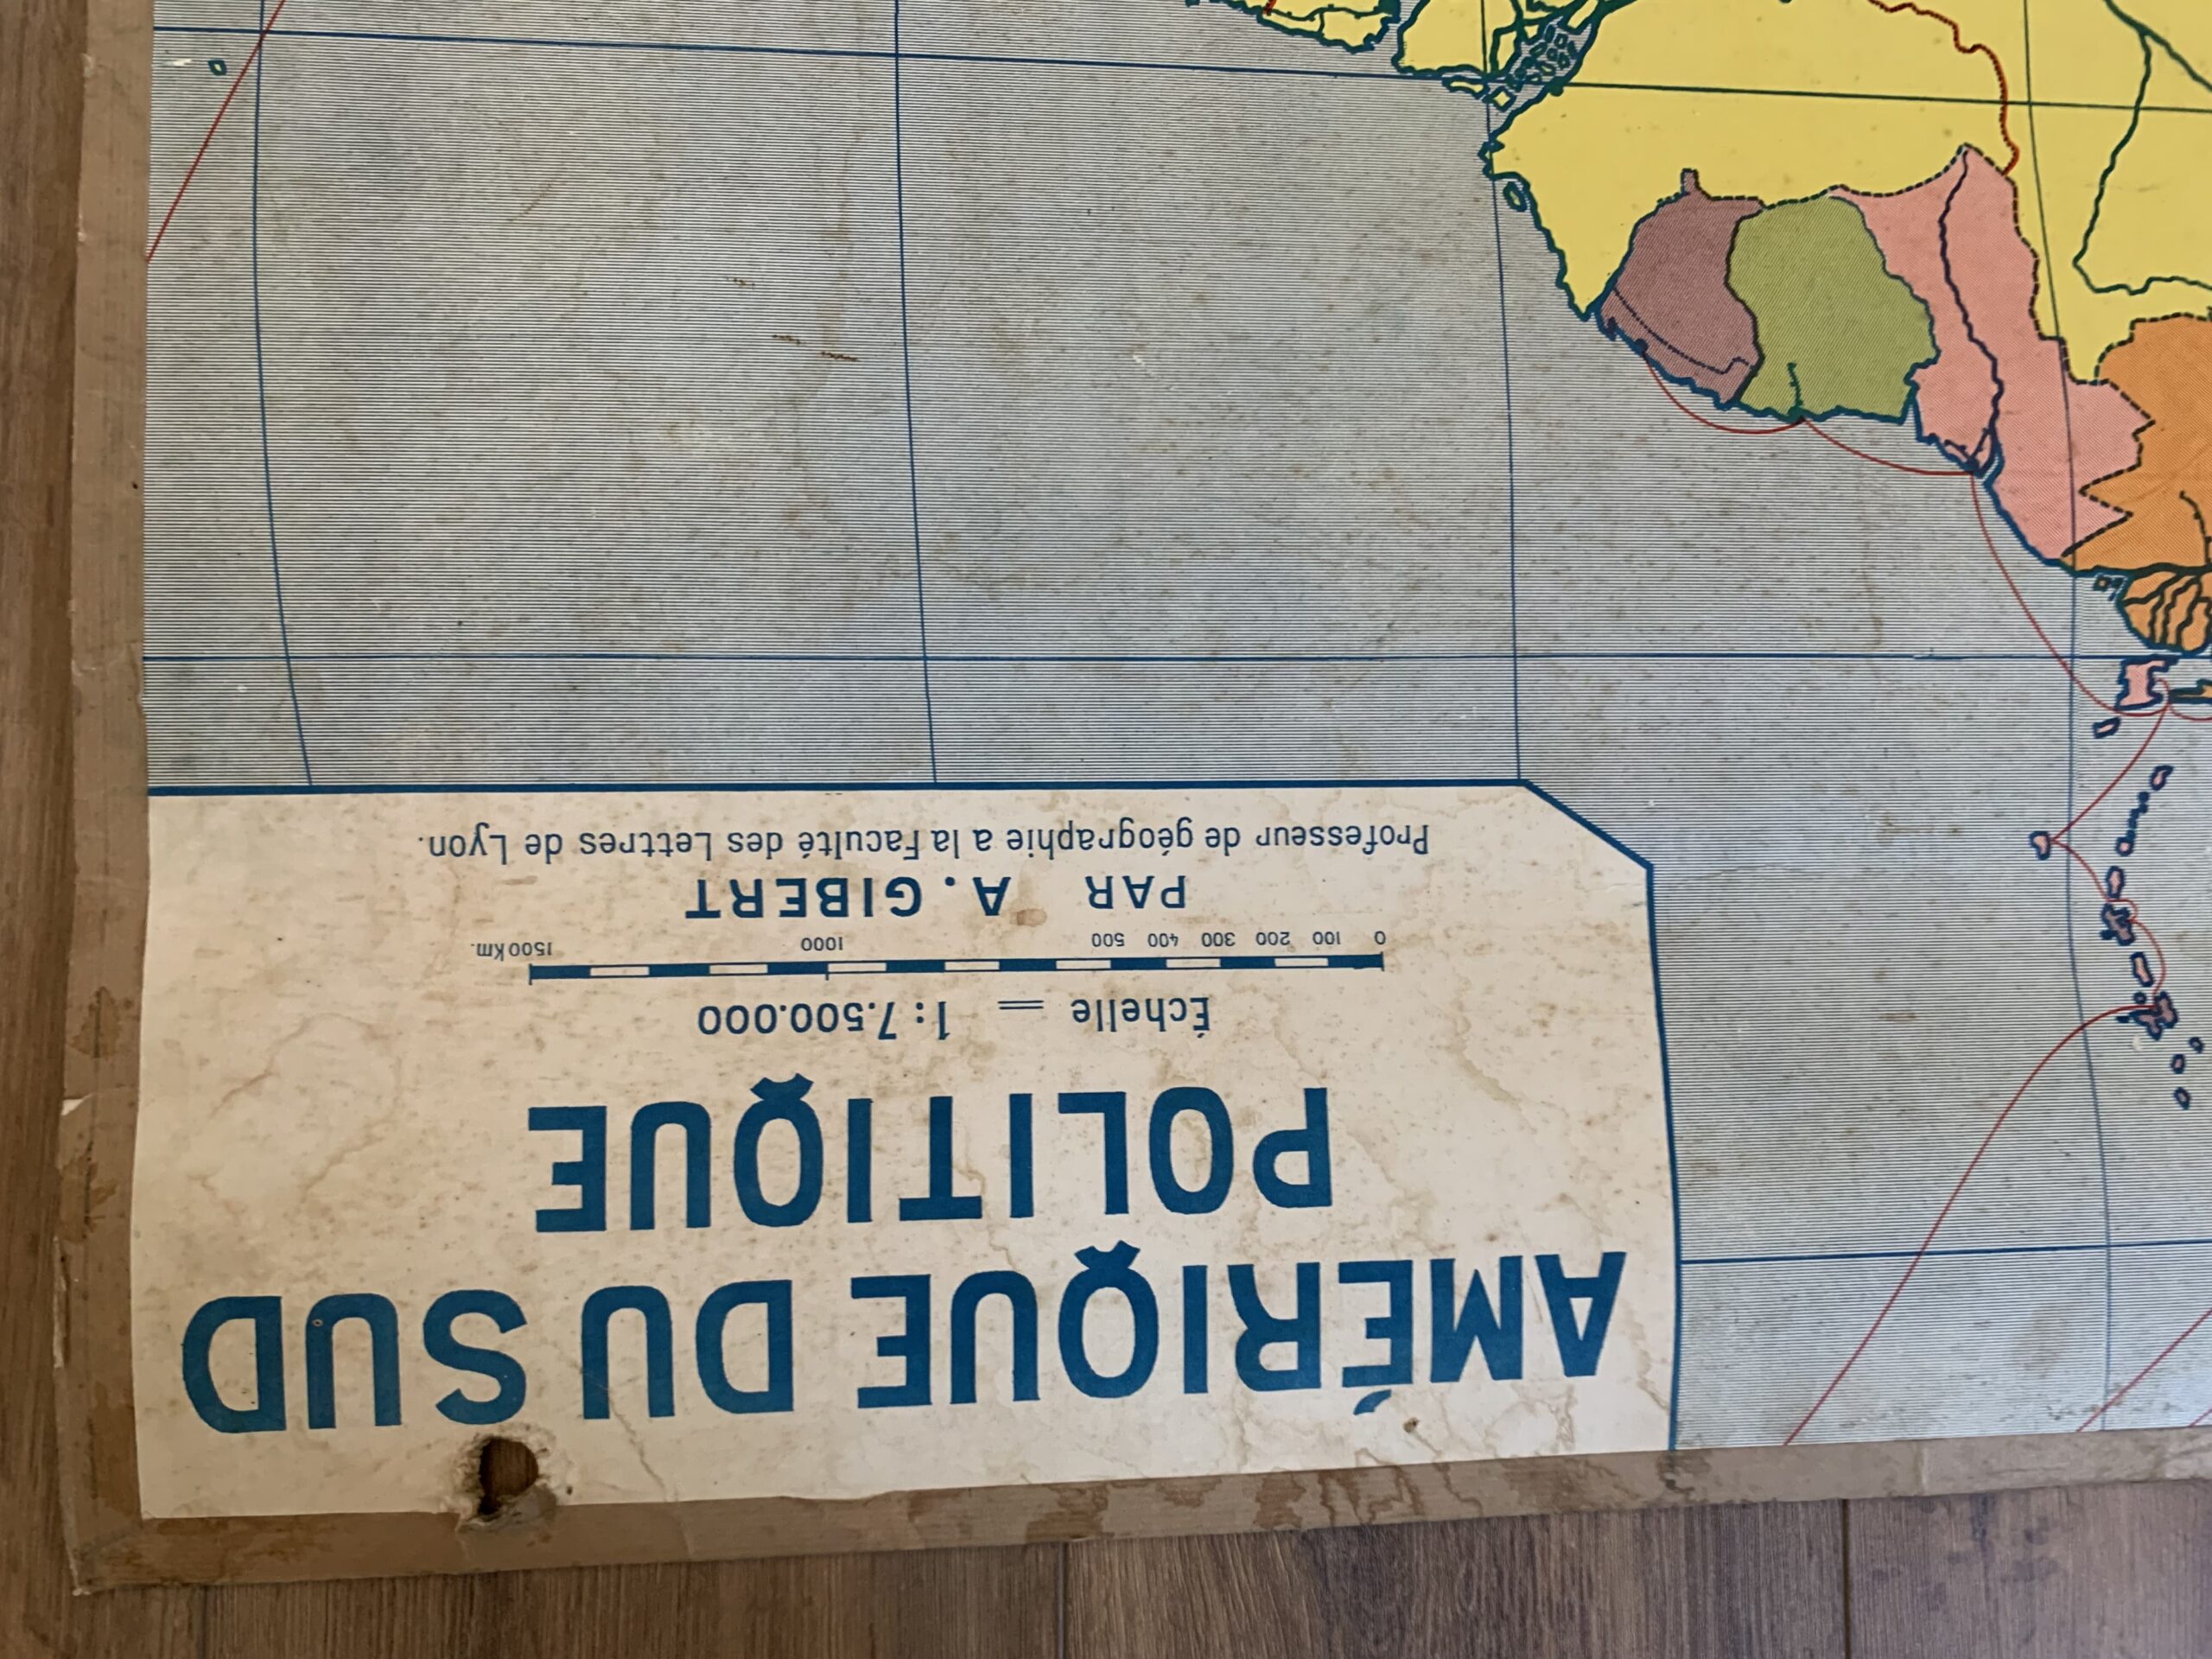 AMÉRIQUE DU SUD
POLITIQUE
Échelle = 1:7.500.000
0 100 200 300 400 500 1000 1500 km.
PAR A. GIBERT
Professeur de géographie a la Faculté des Lettres de Lyon.